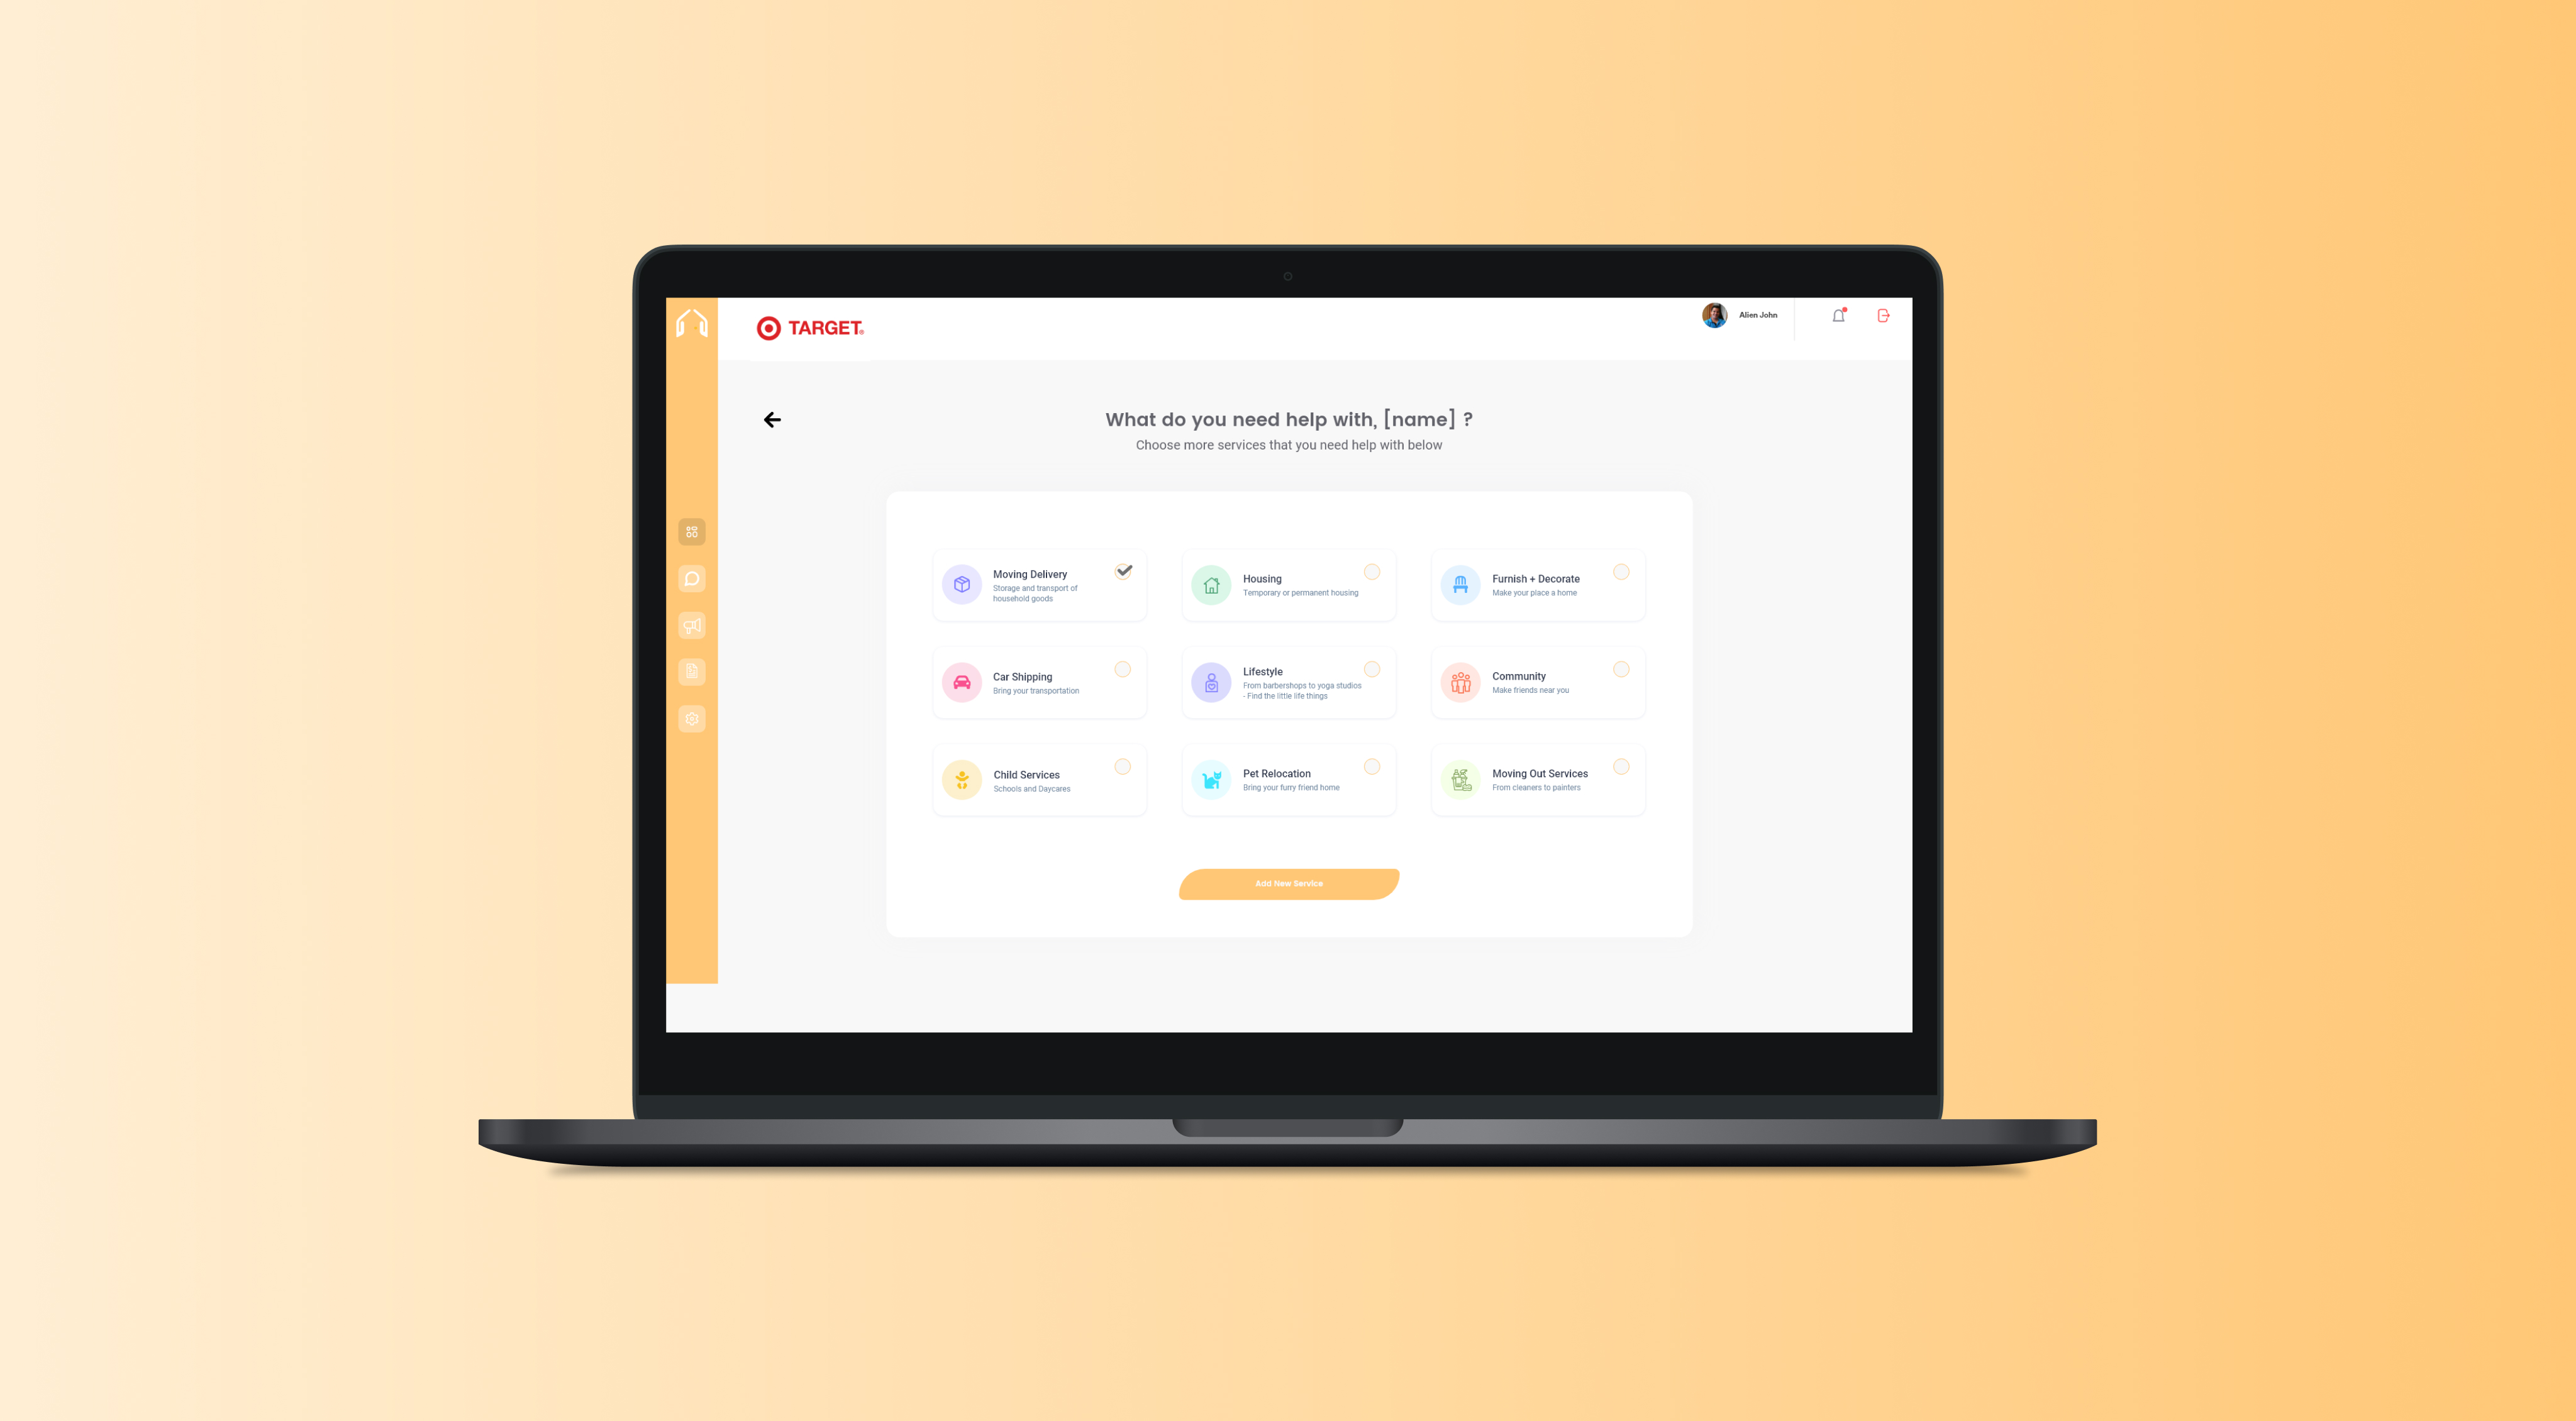 TARGET.
Alien John
What do you need help with, [name] ?
Choose more services that you need help with below
Moving Delivery
Storage and transport of
household goods
Housing
Temporary or permanent housing
Furnish + Decorate
Make your place a home
Car Shipping
Bring your transportation
Lifestyle
From barbershops to yoga studios
- Find the little life things
Community
Make friends near you
Child Services
Schools and Daycares
Pet Relocation
Bring your furry friend home
Moving Out Services
From cleaners to painters
Add New Service